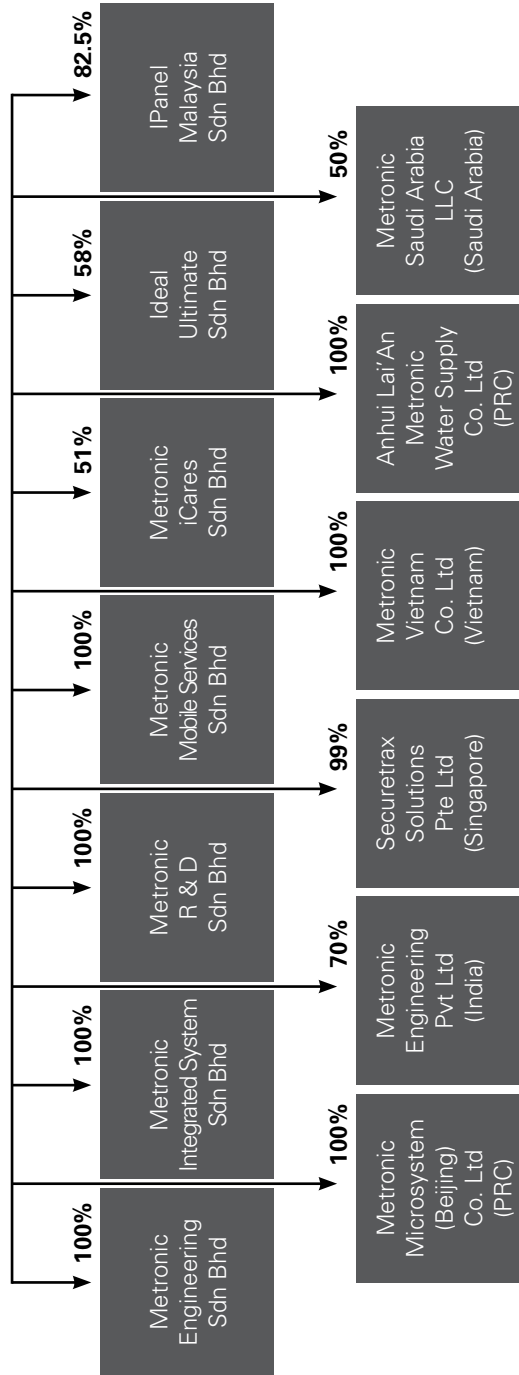 100%
Metronic
Engineering
Sdn Bhd
100%
Metronic
Integrated System
Sdn Bhd
100%
Metronic
R & D
Sdn Bhd
100%
Metronic
Mobile Services
Sdn Bhd
51%
Metronic
iCares
Sdn Bhd
58%
Ideal
Ultimate
Sdn Bhd
82.5%
IPanel
Malaysia
Sdn Bhd
100%
Metronic
Microsystem
(Beijing)
Co. Ltd
(PRC)
70%
Metronic
Engineering
Pvt Ltd
(India)
99%
Securetrax
Solutions
Pte Ltd
(Singapore)
100%
Metronic
Vietnam
Co. Ltd
(Vietnam)
100%
Anhui Lai’An
Metronic
Water Supply
Co. Ltd
(PRC)
50%
Metronic
Saudi Arabia
LLC
(Saudi Arabia)